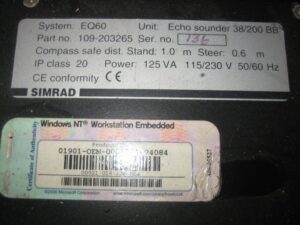 System: EQ60 Unit: Echo sounder 38/200 BB
Part no. 109-203265 Ser. no. 136
Compass safe dist. Stand: 1.0 m Steer: 0.6 m
IP class 20 Power: 125 VA 115/230 V 50/60 Hz
CE conformity CE
SIMRAD
Certificate of Authenticity
Windows NT® Workstation Embedded